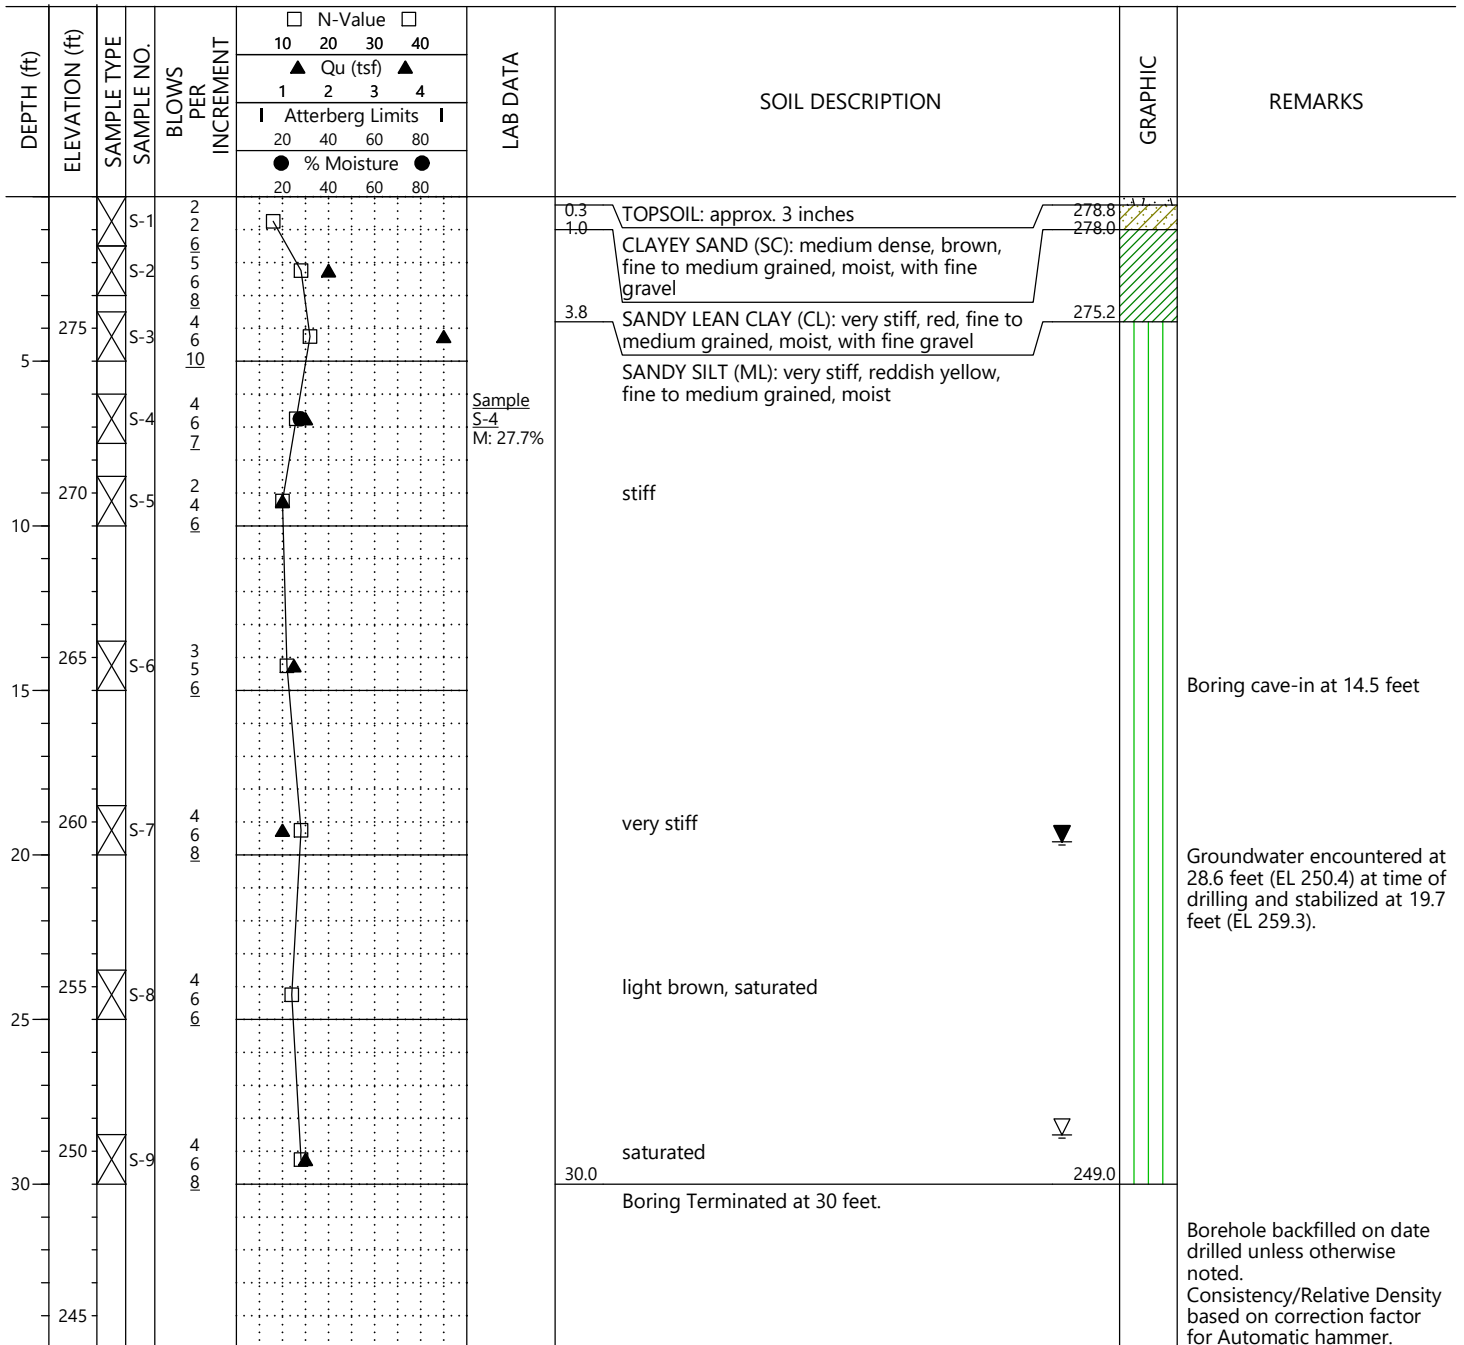 DEPTH (ft)
ELEVATION (ft)
SAMPLE TYPE
SAMPLE NO.
BLOWS
PER
INCREMENT
N-Value
10 20 30 40
Qu (tsf)
1 2 3 4
Atterberg Limits
20 40 60 80
% Moisture
20 40 60 80
LAB DATA
SOIL DESCRIPTION
GRAPHIC
REMARKS
S-1
2
2
6
0.3 TOPSOIL: approx. 3 inches 278.8
1.0 278.0
CLAYEY SAND (SC): medium dense, brown,
fine to medium grained, moist, with fine
gravel
S-2
5
6
8
3.8 275.2
SANDY LEAN CLAY (CL): very stiff, red, fine to
medium grained, moist, with fine gravel
275
S-3
4
6
10
5
SANDY SILT (ML): very stiff, reddish yellow,
fine to medium grained, moist
S-4
4
6
7
Sample
S-4
M: 27.7%
270
S-5
2
4
6
stiff
10
265
S-6
3
5
6
15
Boring cave-in at 14.5 feet
260
S-7
4
6
8
very stiff
20
Groundwater encountered at
28.6 feet (EL 250.4) at time of
drilling and stabilized at 19.7
feet (EL 259.3).
255
S-8
4
6
6
light brown, saturated
25
250
S-9
4
6
8
saturated
30
30.0 249.0
Boring Terminated at 30 feet.
245
Borehole backfilled on date
drilled unless otherwise
noted.
Consistency/Relative Density
based on correction factor
for Automatic hammer.